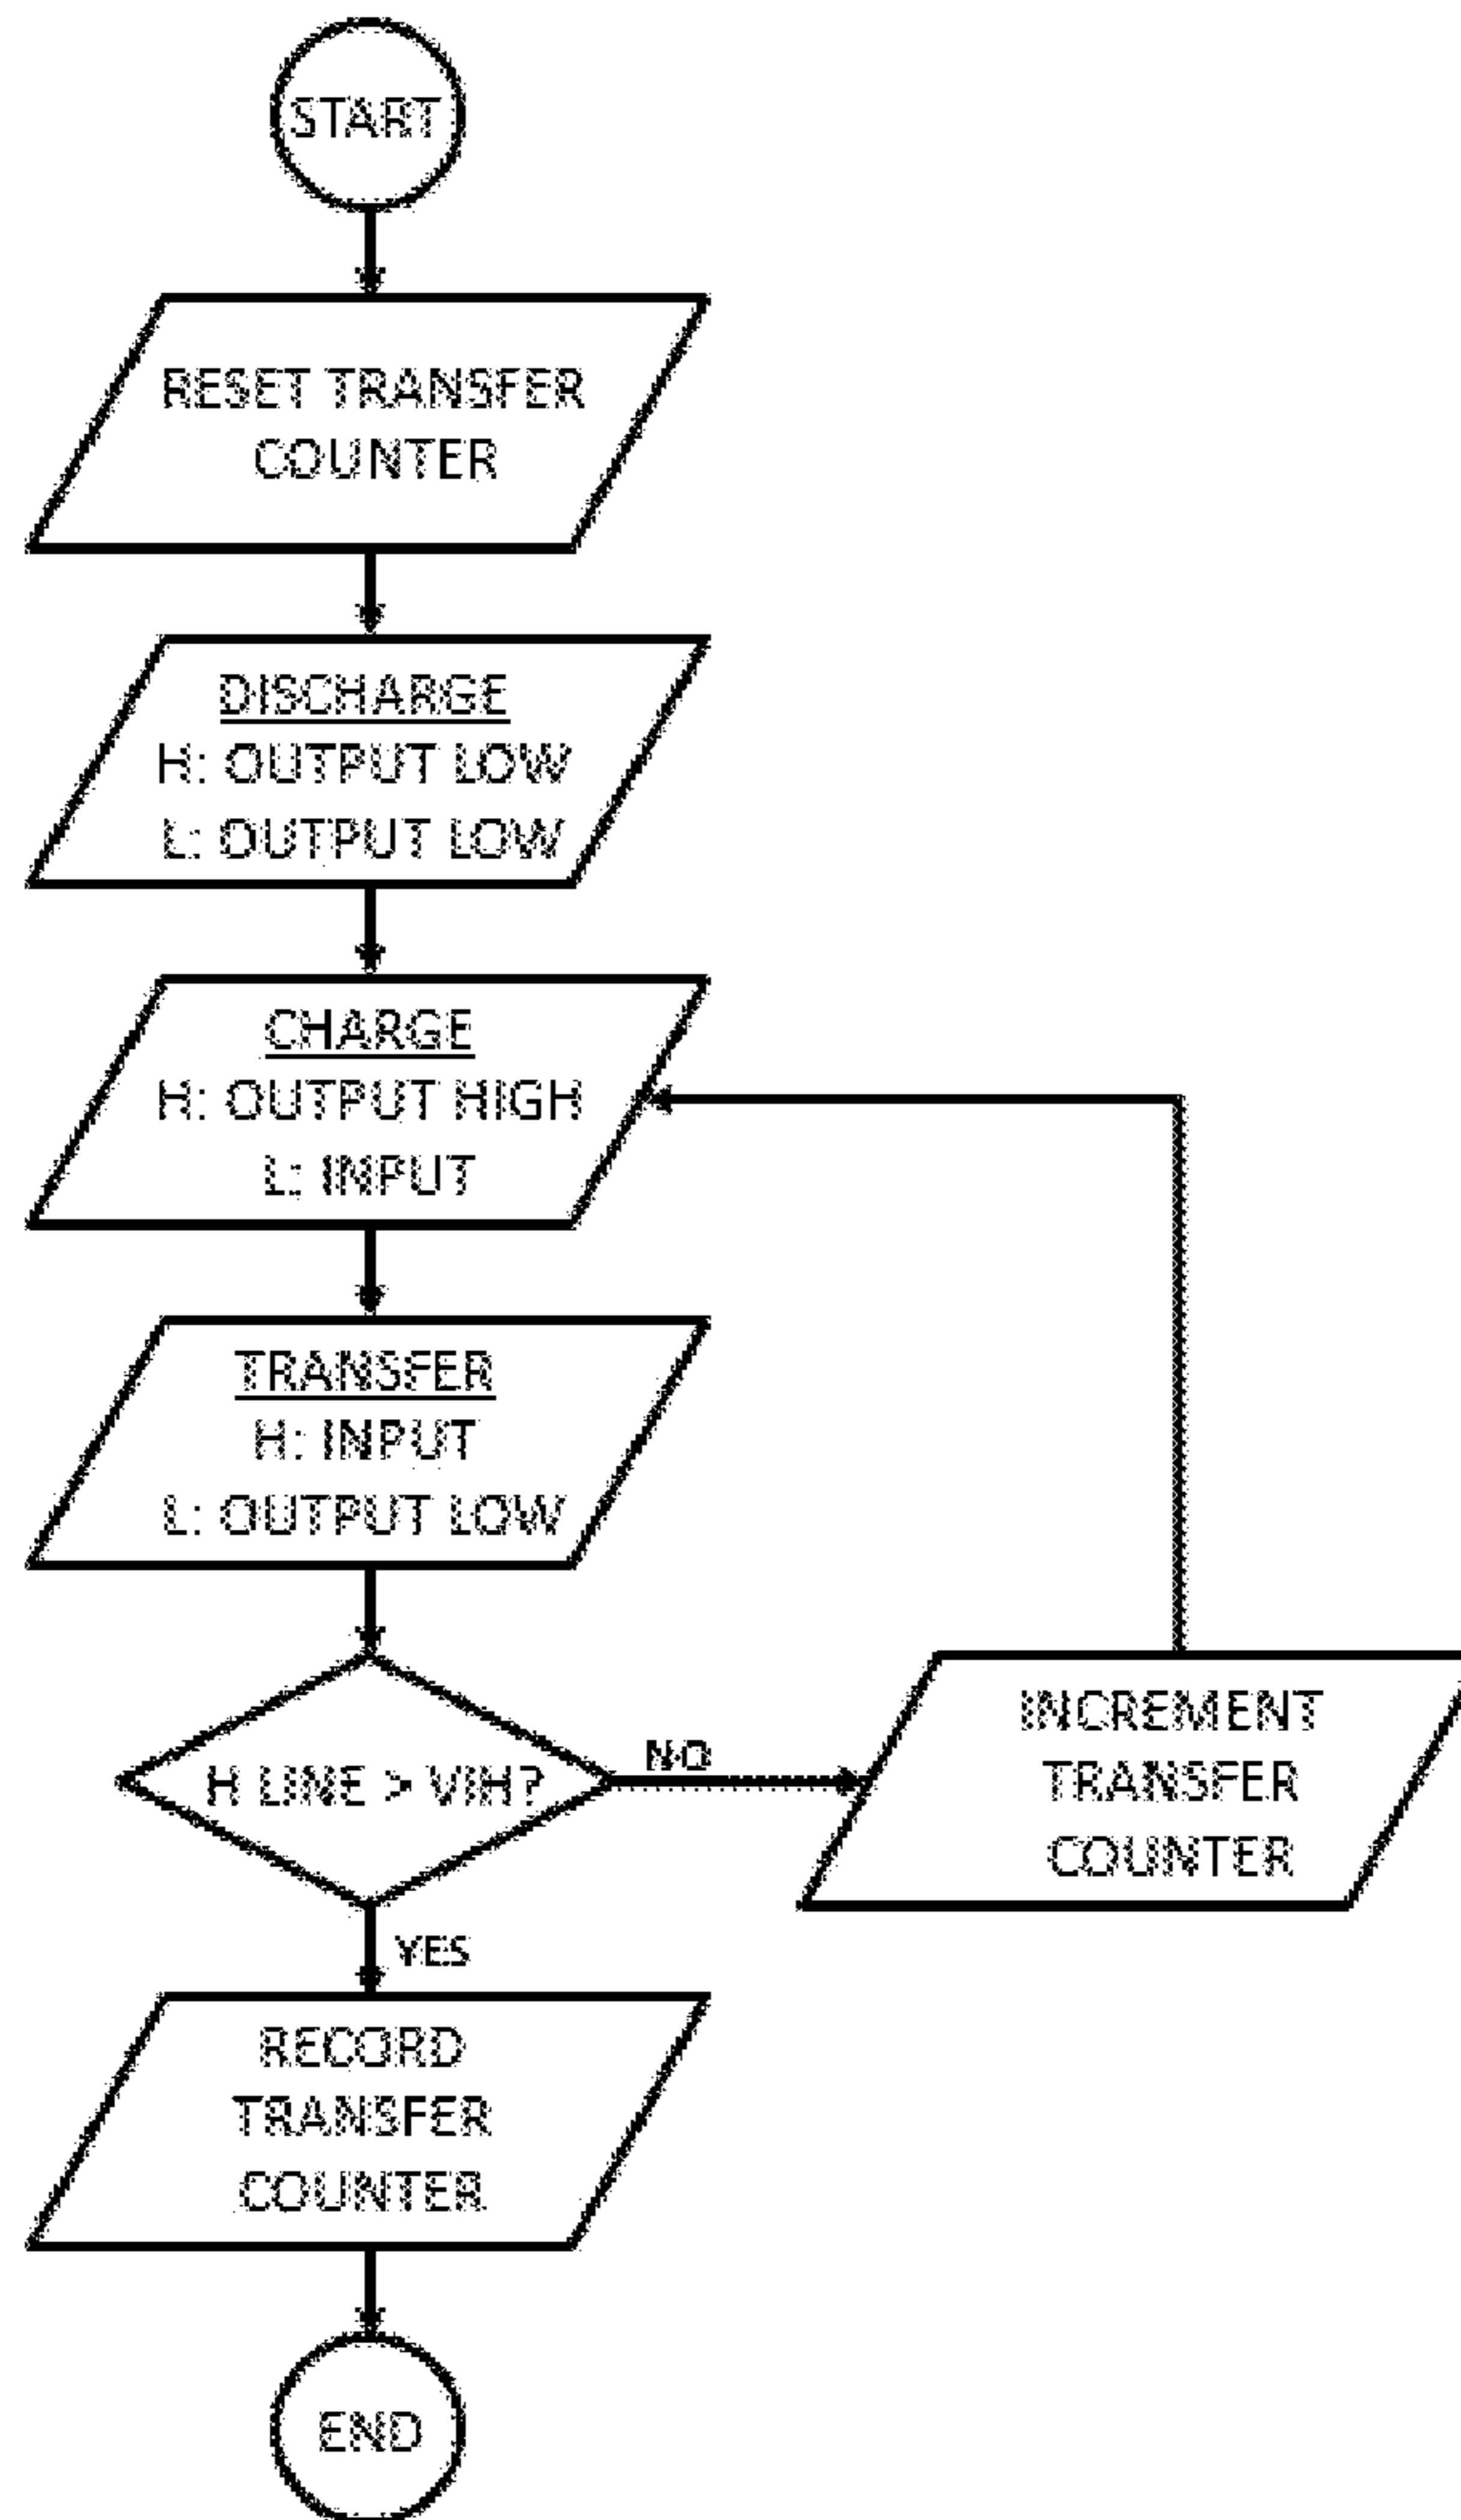 START
RESET TRANSFER
COUNTER
DISCHARGE
H: OUTPUT LOW
L: OUTPUT LOW
CHARGE
H: OUTPUT HIGH
L: INPUT
TRANSFER
H: INPUT
L: OUTPUT LOW
H LINE > VIH?
NO
INCREMENT
TRANSFER
COUNTER
YES
RECORD
TRANSFER
COUNTER
END